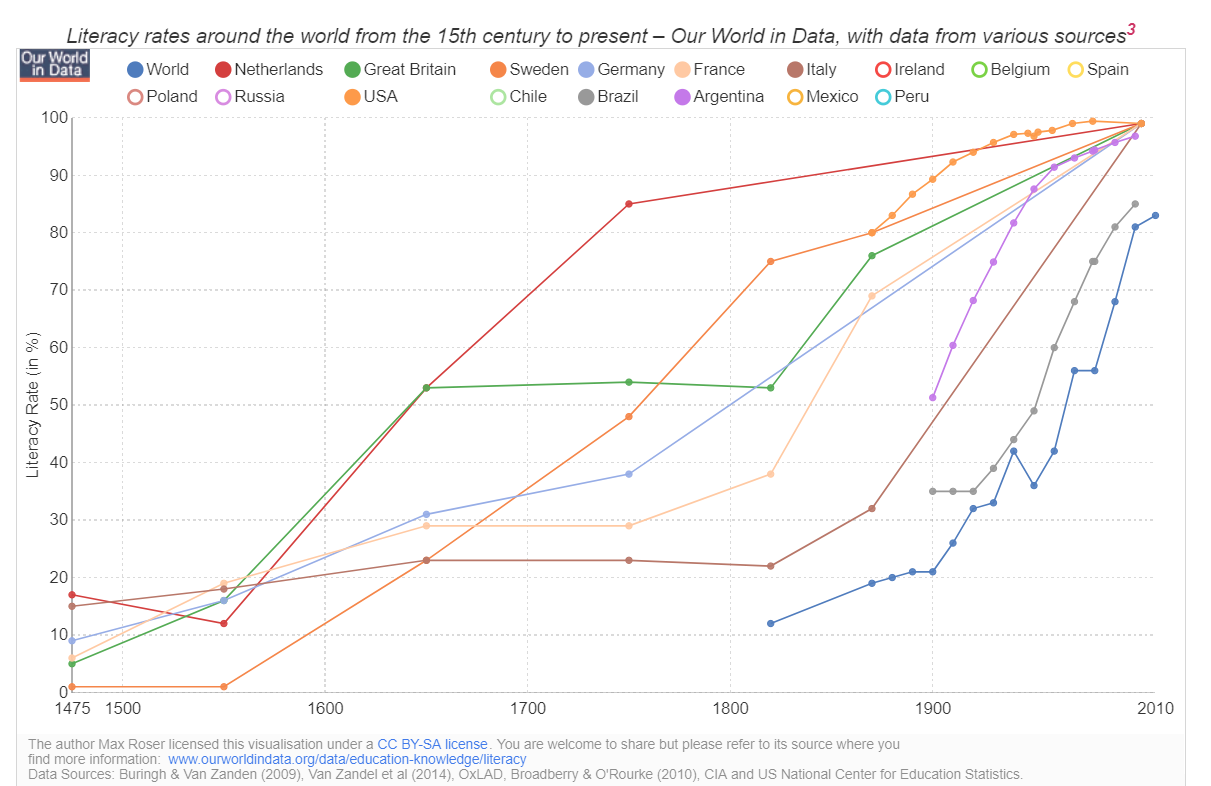 Literacy rates around the world from the 15th century to present – Our World in Data, with data from various sources3
Our World
in Data
World Netherlands Great Britain Sweden Germany France Italy Ireland Belgium Spain
Poland Russia USA Chile Brazil Argentina Mexico Peru
Literacy Rate (in %)
100
90
80
70
60
50
40
30
20
10
0
1475 1500 1600 1700 1800 1900 2010
The author Max Roser licensed this visualisation under a CC BY-SA license. You are welcome to share but please refer to its source where you
find more information: www.ourworldindata.org/data/education-knowledge/literacy
Data Sources: Buringh & Van Zanden (2009), Van Zandel et al (2014), OxLAD, Broadberry & O'Rourke (2010), CIA and US National Center for Education Statistics.